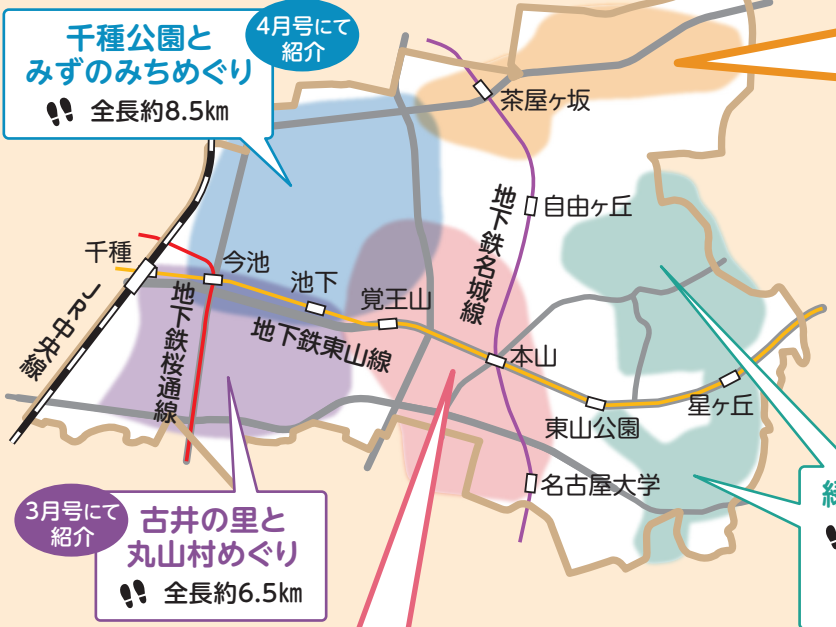 千種公園と
みずのみちめぐり
全長約8.5km
4月号にて
紹介
茶屋ヶ坂
自由ヶ丘
地下鉄名城線
千種
今池
池下
覚王山
地下鉄東山線
本山
JR中央線
地下鉄桜通線
東山公園
星ヶ丘
名古屋大学
3月号にて
紹介
古井の里と
丸山村めぐり
全長約6.5km